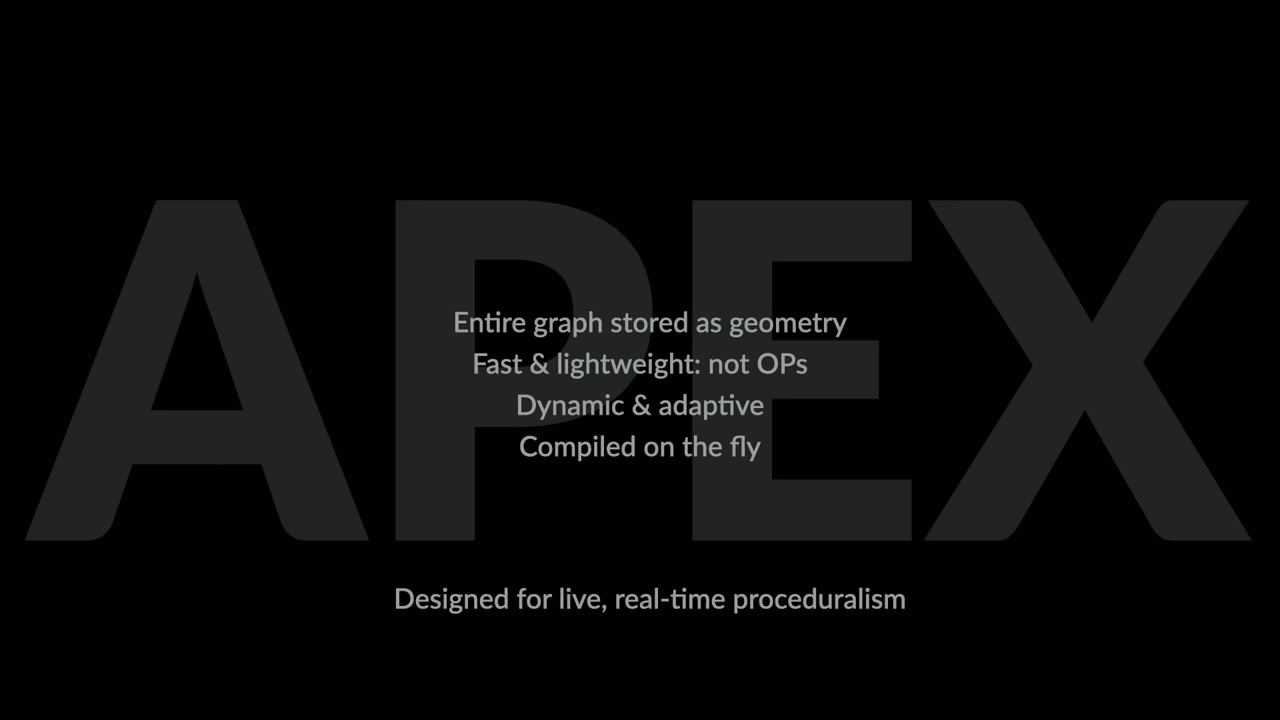 APEX
Entire graph stored as geometry
Fast & lightweight: not OPs
Dynamic & adaptive
Compiled on the fly
Designed for live, real-time proceduralism